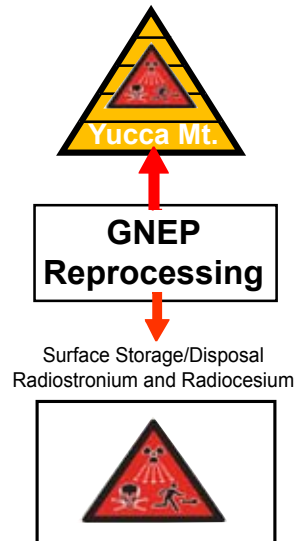 Yucca Mt.
GNEP
Reprocessing
Surface Storage/Disposal
Radiostronium and Radiocesium